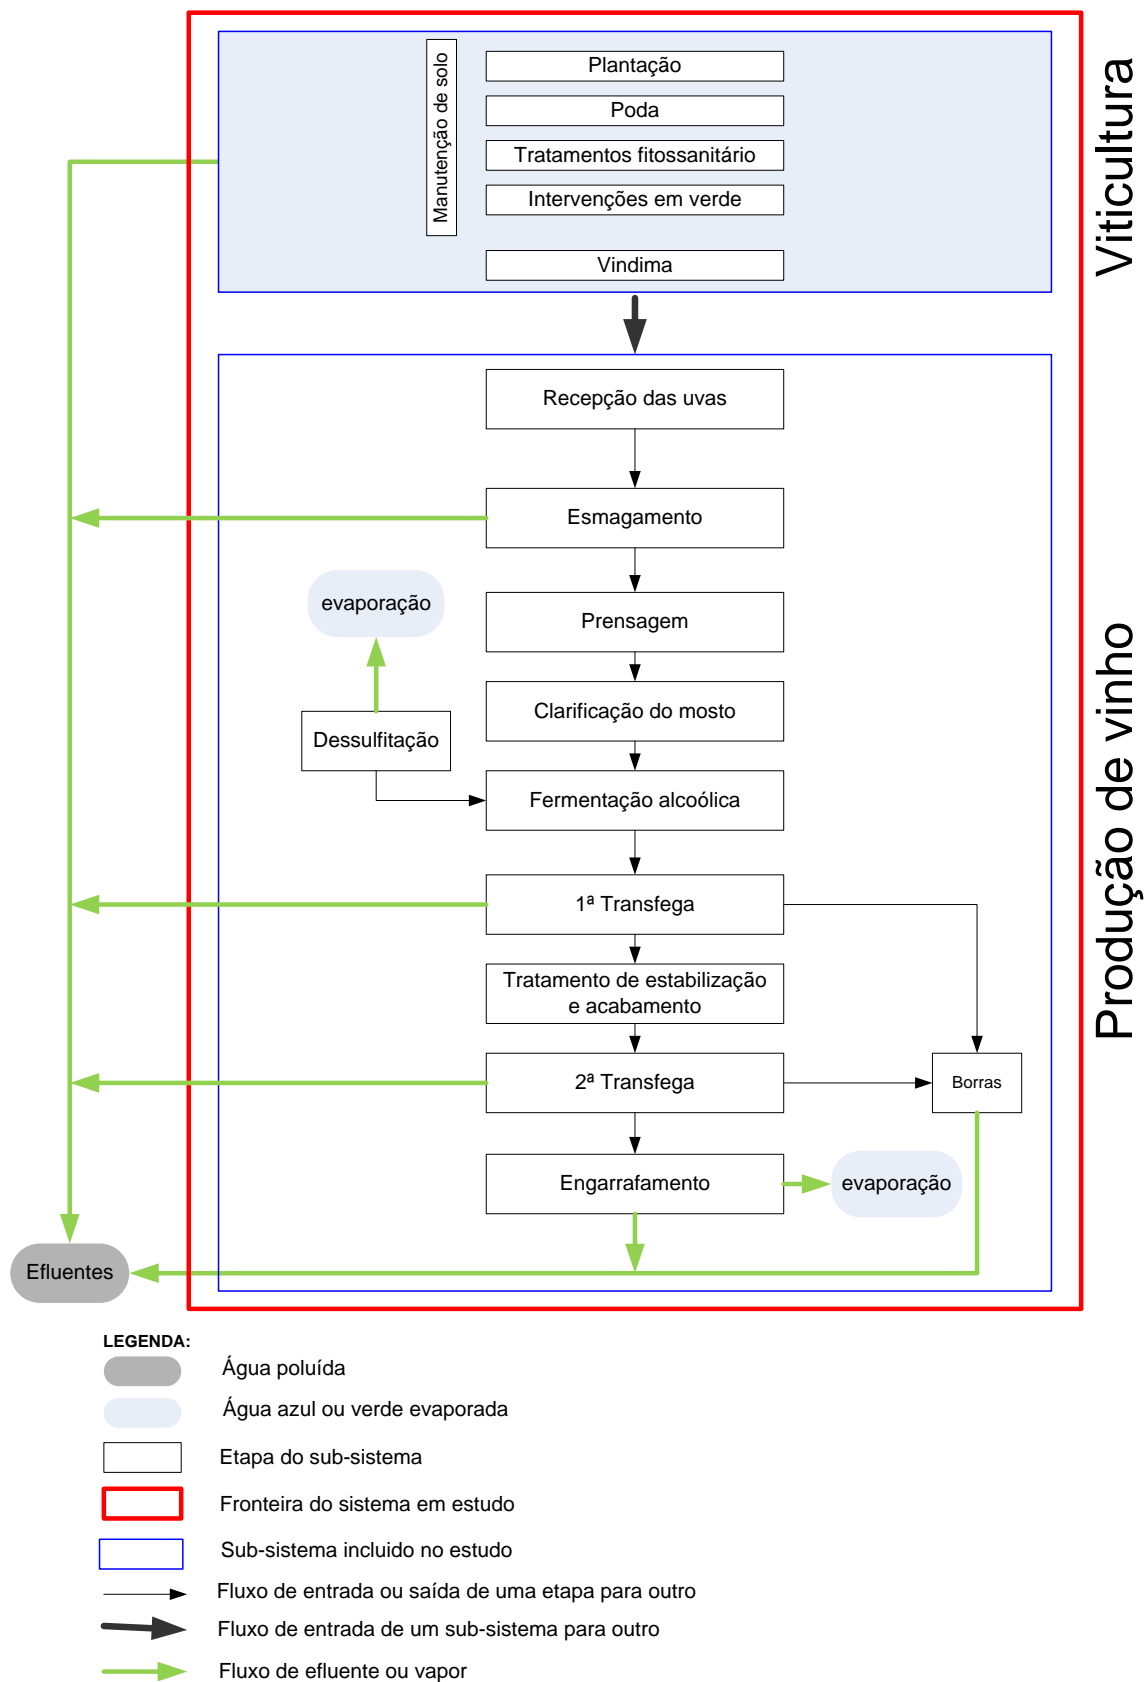 Viticultura
Manutenção de solo
Plantação
Poda
Tratamentos fitossanitário
Intervenções em verde
Vindima
Produção de vinho
Recepção das uvas
Esmagamento
evaporação
Prensagem
Clarificação do mosto
Dessulfitação
Fermentação alcoólica
1ª Transfega
Tratamento de estabilização
e acabamento
2ª Transfega
Borras
Engarrafamento
evaporação
Efluentes
LEGENDA:
Água poluída
Água azul ou verde evaporada
Etapa do sub-sistema
Fronteira do sistema em estudo
Sub-sistema incluido no estudo
Fluxo de entrada ou saída de uma etapa para outro
Fluxo de entrada de um sub-sistema para outro
Fluxo de efluente ou vapor